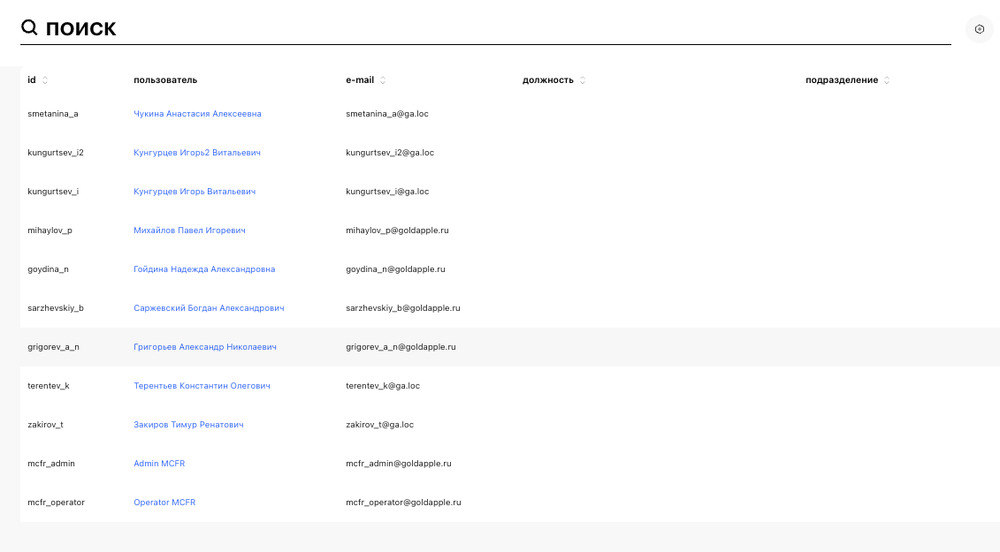 поиск
id пользователь e-mail должность подразделение
smetanina_a Чукина Анастасия Алексеевна smetanina_a@ga.loc
kungurtsev_i2 Кунгурцев Игорь2 Витальевич kungurtsev_i2@ga.loc
kungurtsev_i Кунгурцев Игорь Витальевич kungurtsev_i@ga.loc
mihaylov_p Михайлов Павел Игоревич mihaylov_p@goldapple.ru
goydina_n Гойдина Надежда Александровна goydina_n@goldapple.ru
sarzhevskiy_b Саржевский Богдан Александрович sarzhevskiy_b@goldapple.ru
grigorev_a_n Григорьев Александр Николаевич grigorev_a_n@goldapple.ru
terentev_k Терентьев Константин Олегович terentev_k@ga.loc
zakirov_t Закиров Тимур Ренатович zakirov_t@ga.loc
mcfr_admin Admin MCFR mcfr_admin@goldapple.ru
mcfr_operator Operator MCFR mcfr_operator@goldapple.ru